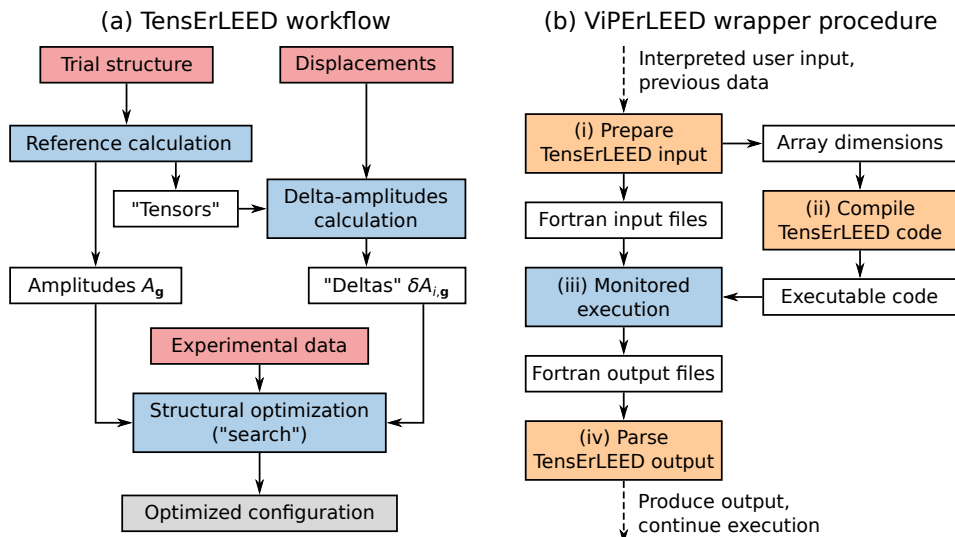 (a) TensErLEED workflow
Trial structure
Displacements
Reference calculation
"Tensors"
Delta-amplitudes
calculation
Amplitudes A𝐠
"Deltas" δAi,𝐠
Experimental data
Structural optimization
("search")
Optimized configuration
(b) ViPErLEED wrapper procedure
Interpreted user input,
previous data
(i) Prepare
TensErLEED input
Array dimensions
Fortran input files
(ii) Compile
TensErLEED code
(iii) Monitored
execution
Executable code
Fortran output files
(iv) Parse
TensErLEED output
Produce output,
continue execution